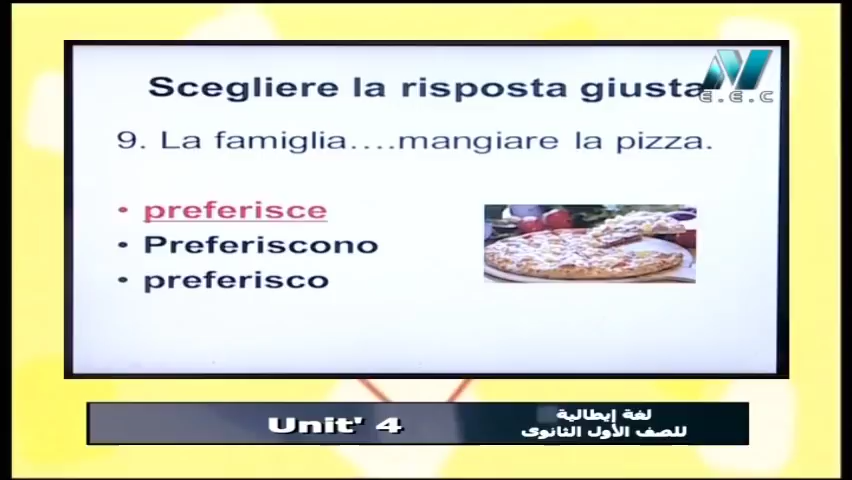 Scegliere la risposta giusta
E.E.C
9. La famiglia....mangiare la pizza.
• preferisce
• Preferiscono
• preferisco
Unit' 4
لغة إيطالية
للصف الأول الثانوى